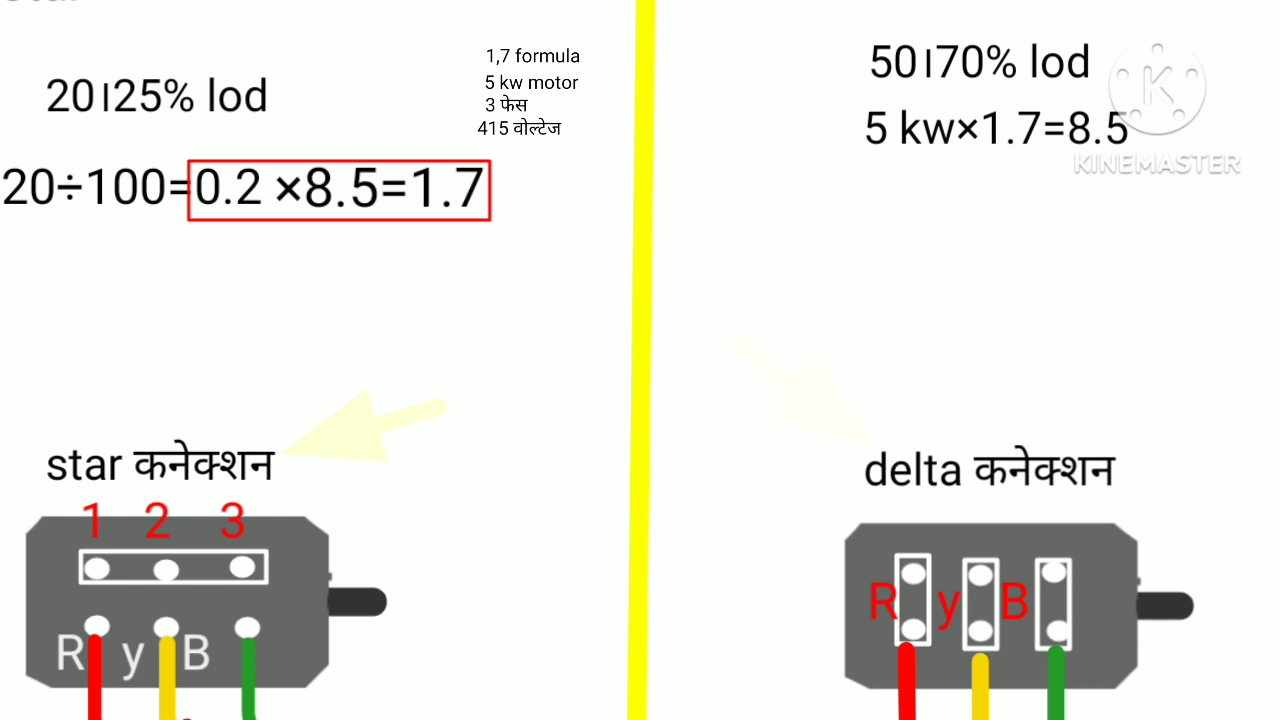 20।25% lod
20÷100=0.2 ×8.5=1.7
1,7 formula
5 kw motor
3 फेस
415 वोल्टेज
star कनेक्शन
1 2 3
R y B
50।70% lod
5 kw×1.7=8.5
KINEMASTER
delta कनेक्शन
R y B